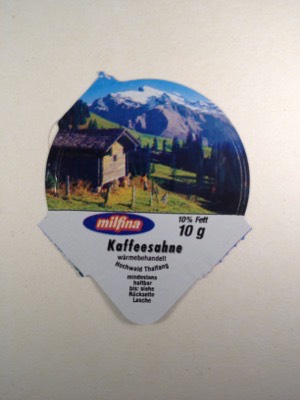 milfina
10% Fett
10 g
Kaffeesahne
wärmebehandelt
Hochwald Thalfang
mindestens
haltbar
bis: siehe
Rückseite
Lasche